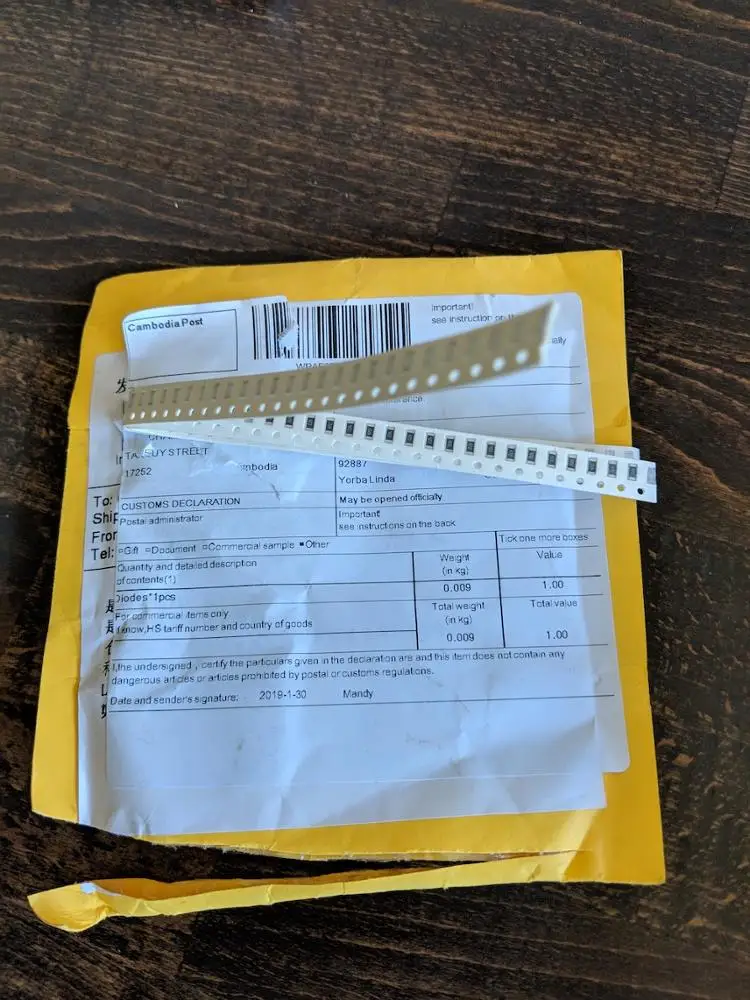 Cambodia Post
Important!
see instruction on
TA
UY STREET
17252
mbodia
92887
Yorba Linda
To:
Ship
From
Tel:
CUSTOMS DECLARATION
May be opened officially
Postal administrator
Important!
see instructions on the back
Gift Document Commercial sample Other
Tick one more boxes
Quantity and detailed description
of contents(1)
Weight
(in kg)
Value
Diodes*1pcs
0.009
1.00
For commercial items only
f know,HS tariff number and country of goods
Total weight
(in kg)
Total value
0.009
1.00
I,the undersigned , certify the particulars given in the declaration are and this item does not contain any
dangerous articles or articles prohibited by postal or customs regulations.
Date and sender's signature: 2019-1-30 Mandy